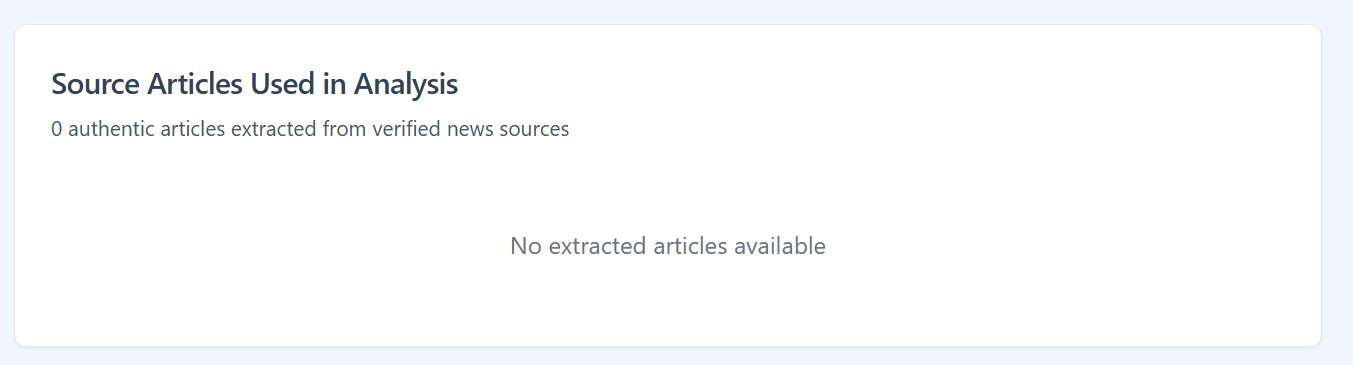 Source Articles Used in Analysis
0 authentic articles extracted from verified news sources
No extracted articles available